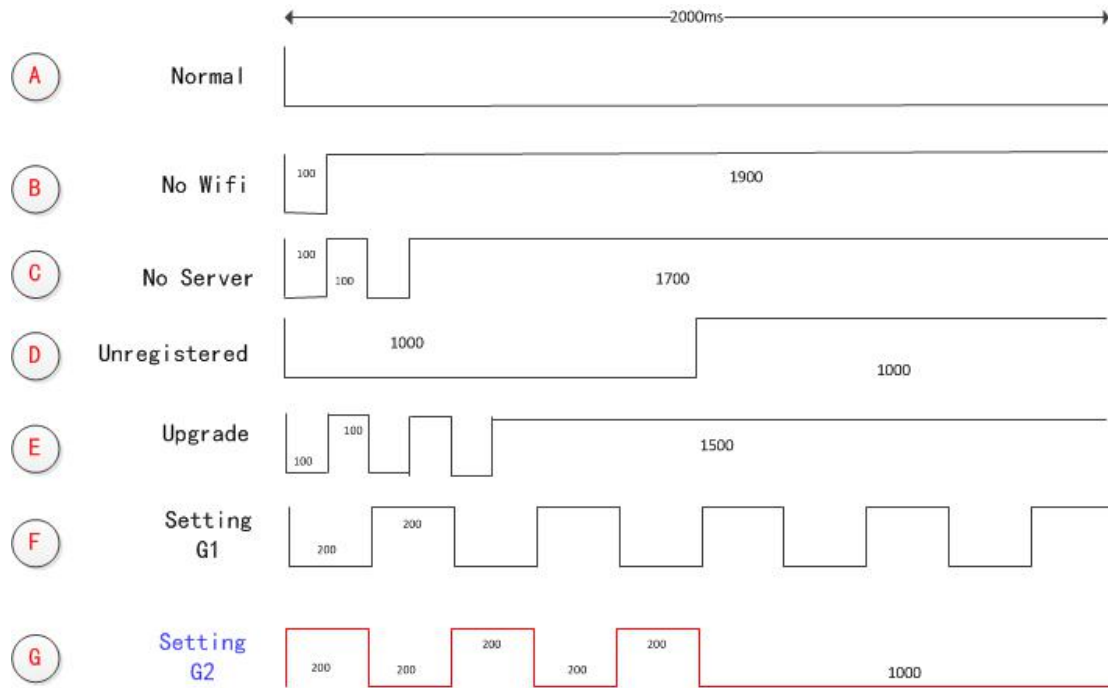 2000ms
A Normal
B No Wifi 100 1900
C No Server 100 100 1700
D Unregistered 1000 1000
E Upgrade 100 100 1500
F Setting G1 200 200
G Setting G2 200 200 200 200 200 1000